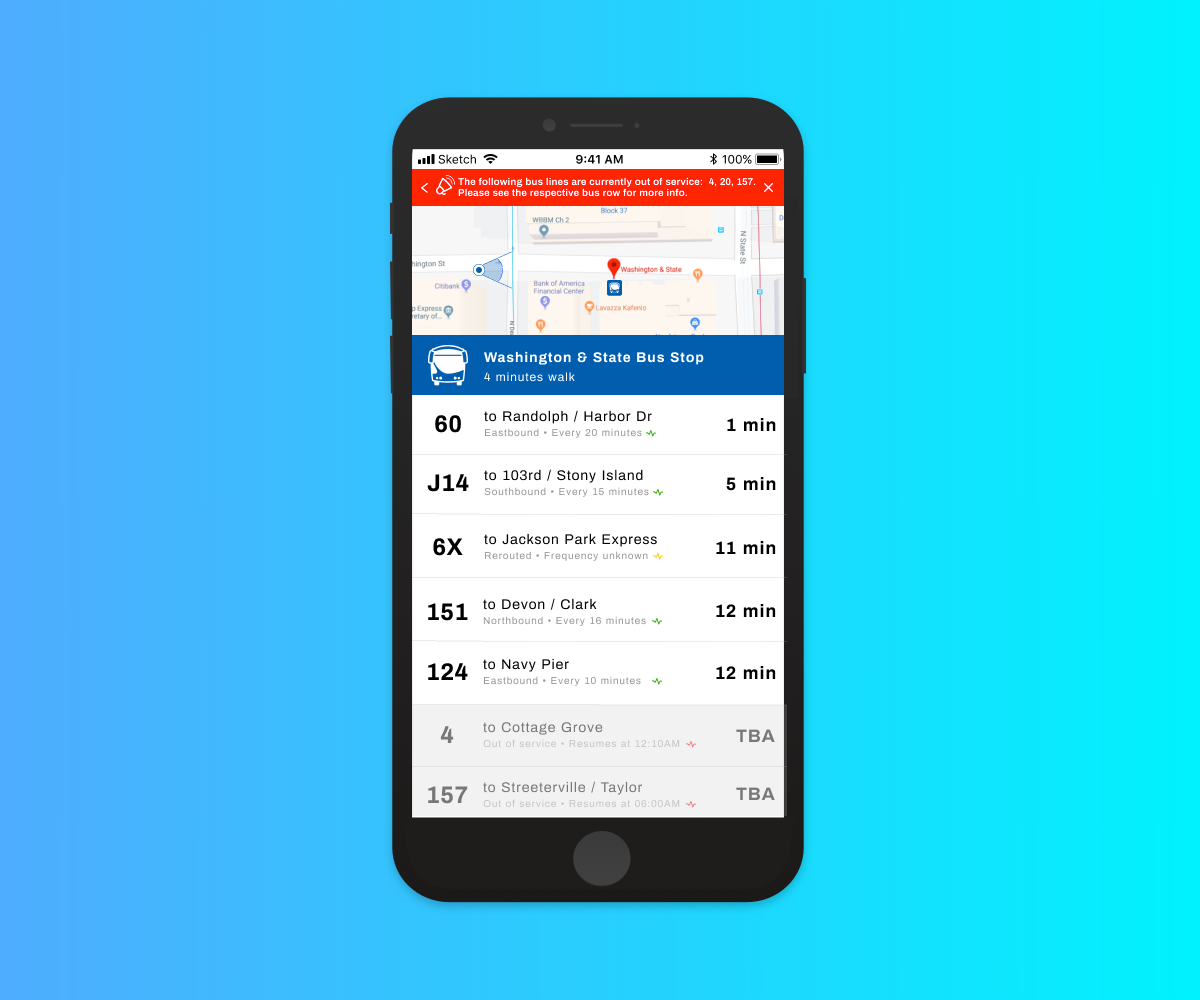 Sketch 9:41 AM 100%
The following bus lines are currently out of service: 4, 20, 157.
Please see the respective bus row for more info.
Block 37
WBBM Ch 2
N State St
hington St
Washington & State
Bank of America
Financial Center
Citibank
Lavazza Kafenio
p Express
retary of...
N De
Washington & State Bus Stop
4 minutes walk
60
to Randolph / Harbor Dr
Eastbound • Every 20 minutes
1 min
J14
to 103rd / Stony Island
Southbound • Every 15 minutes
5 min
6X
to Jackson Park Express
Rerouted • Frequency unknown
11 min
151
to Devon / Clark
Northbound • Every 16 minutes
12 min
124
to Navy Pier
Eastbound • Every 10 minutes
12 min
4
to Cottage Grove
Out of service • Resumes at 12:10AM
TBA
157
to Streeterville / Taylor
Out of service • Resumes at 06:00AM
TBA